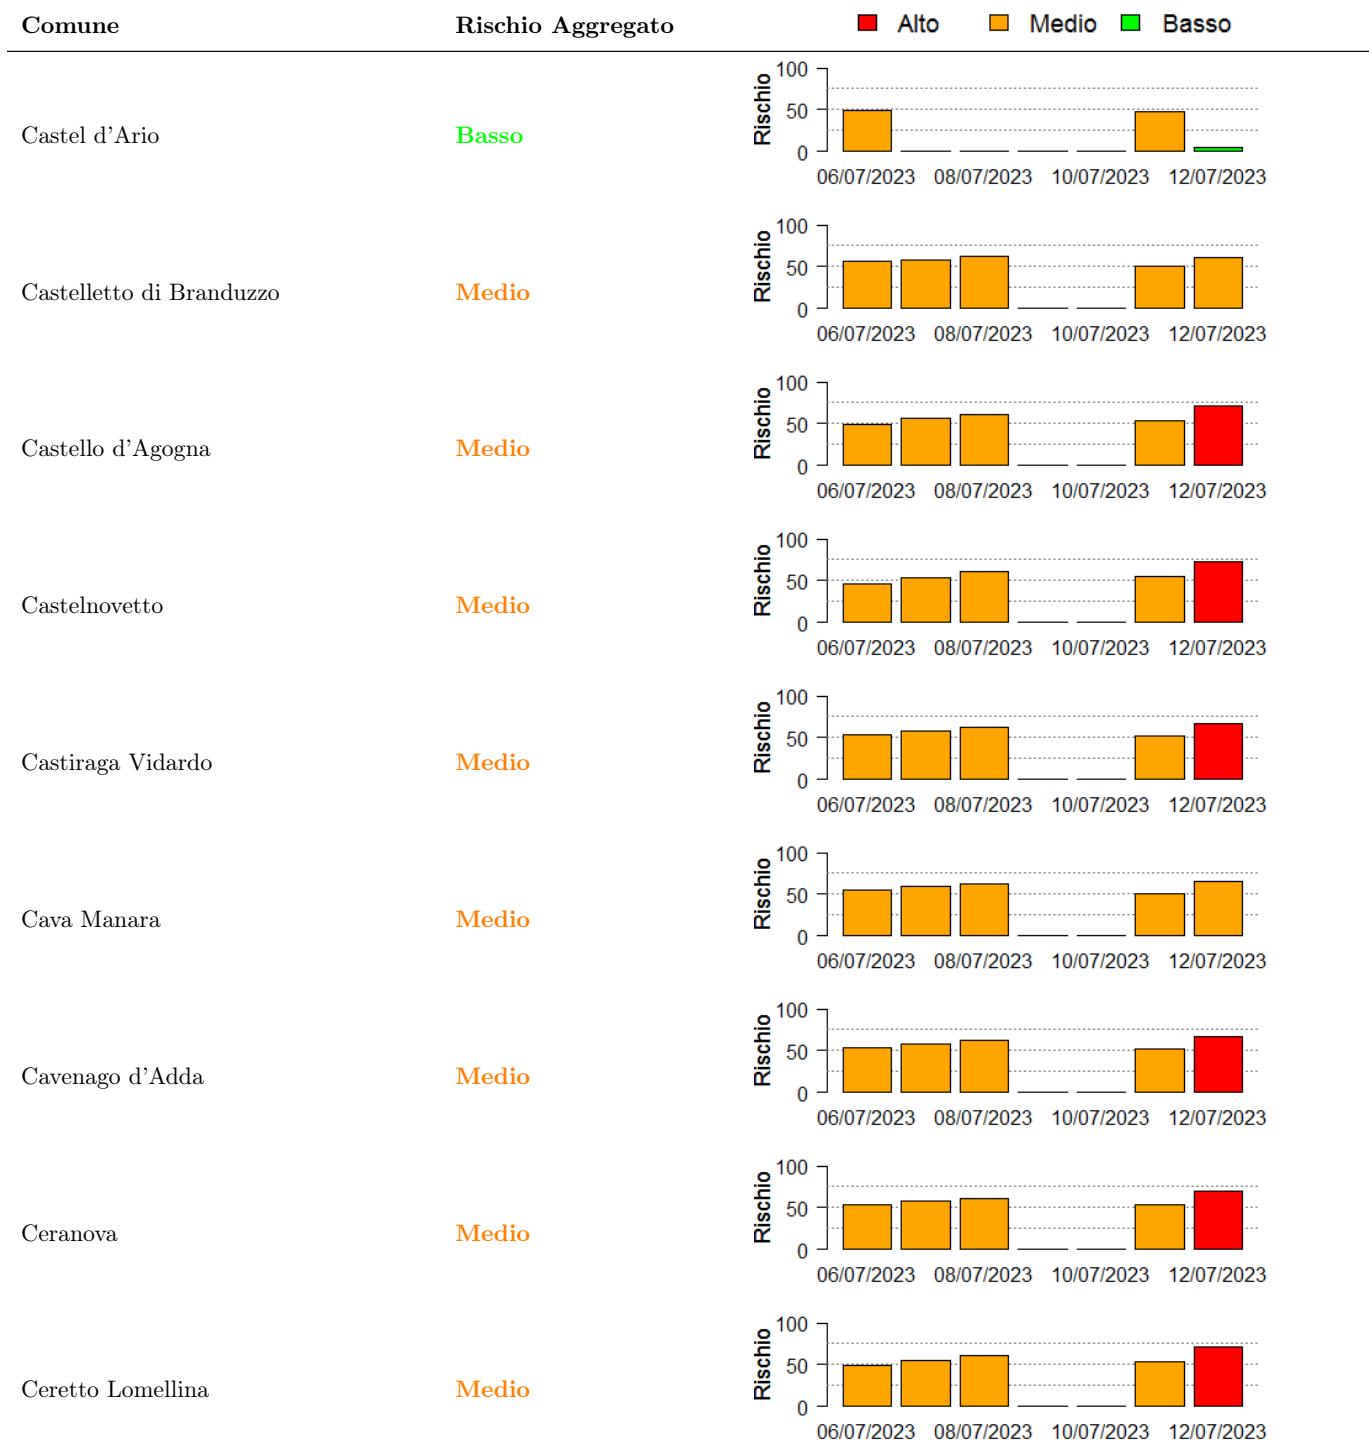 Comune Rischio Aggregato Alto Medio Basso
100
50
0
Rischio
Castel d'Ario Basso
06/07/2023 08/07/2023 10/07/2023 12/07/2023
100
50
0
Rischio
Castelletto di Branduzzo Medio
06/07/2023 08/07/2023 10/07/2023 12/07/2023
100
50
0
Rischio
Castello d'Agogna Medio
06/07/2023 08/07/2023 10/07/2023 12/07/2023
100
50
0
Rischio
Castelnovetto Medio
06/07/2023 08/07/2023 10/07/2023 12/07/2023
100
50
0
Rischio
Castiraga Vidardo Medio
06/07/2023 08/07/2023 10/07/2023 12/07/2023
100
50
0
Rischio
Cava Manara Medio
06/07/2023 08/07/2023 10/07/2023 12/07/2023
100
50
0
Rischio
Cavenago d'Adda Medio
06/07/2023 08/07/2023 10/07/2023 12/07/2023
100
50
0
Rischio
Ceranova Medio
06/07/2023 08/07/2023 10/07/2023 12/07/2023
100
50
0
Rischio
Ceretto Lomellina Medio
06/07/2023 08/07/2023 10/07/2023 12/07/2023